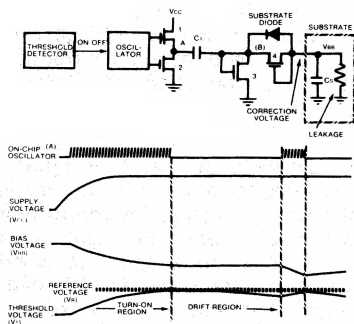 Vcc
SUBSTRATE
DIODE
SUBSTRATE
THRESHOLD
DETECTOR
ON OFF
OSCIL-
LATOR
1
A
C1
2
3
(B)
4
VBB
CS
CORRECTION
VOLTAGE
LEAKAGE
ON-CHIP (A)
OSCILLATOR
SUPPLY
VOLTAGE
(VCC)
BIAS
VOLTAGE
(VBB)
REFERENCE
VOLTAGE
(VR)
THRESHOLD
VOLTAGE
TURN-ON
REGION
DRIFT REGION